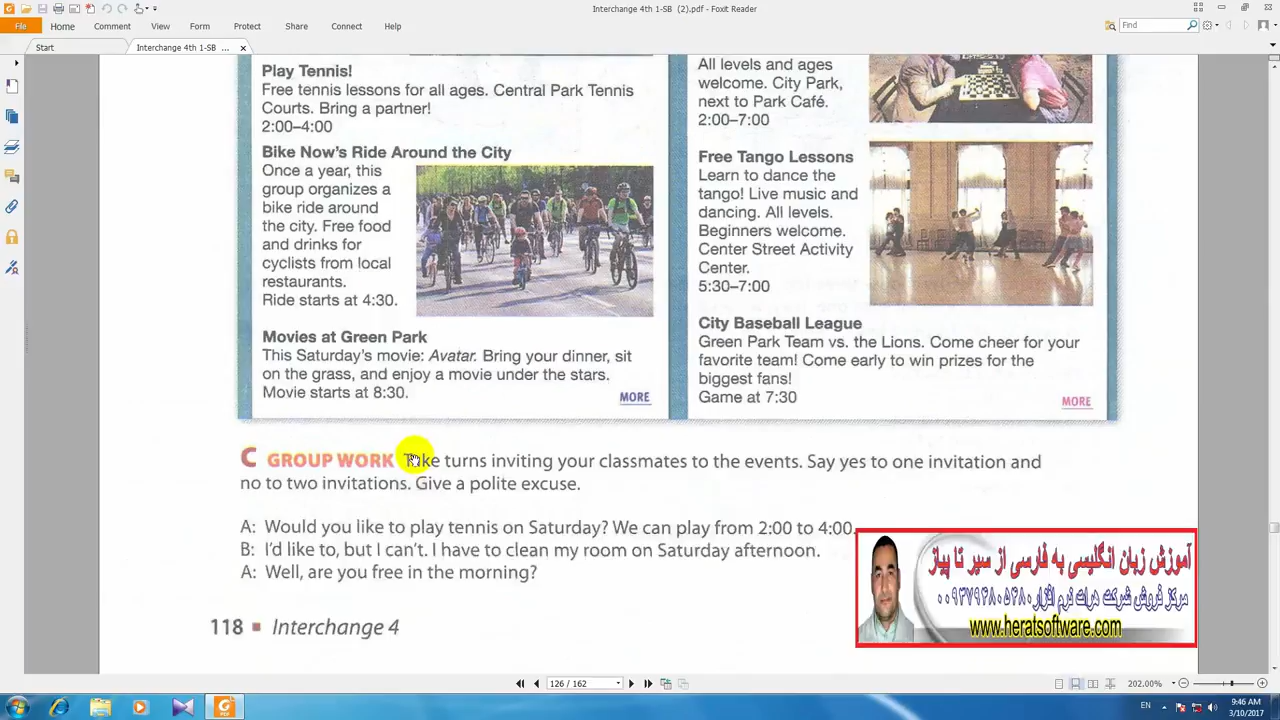 Interchange 4th 1-SB  (2).pdf - Foxit Reader
File Home Comment View Form Protect Share Connect Help
Find
Start
Interchange 4th 1-SB ...
Play Tennis!
Free tennis lessons for all ages. Central Park Tennis
Courts. Bring a partner!
2:00–4:00
Bike Now's Ride Around the City
Once a year, this
group organizes a
bike ride around
the city. Free food
and drinks for
cyclists from local
restaurants.
Ride starts at 4:30.
Movies at Green Park
This Saturday's movie: Avatar. Bring your dinner, sit
on the grass, and enjoy a movie under the stars.
Movie starts at 8:30.
MORE
All levels and ages
welcome. City Park,
next to Park Café.
2:00–7:00
Free Tango Lessons
Learn to dance the
tango! Live music and
dancing. All levels.
Beginners welcome.
Center Street Activity
Center.
5:30–7:00
City Baseball League
Green Park Team vs. the Lions. Come cheer for your
favorite team! Come early to win prizes for the
biggest fans!
Game at 7:30
MORE
C GROUP WORK Take turns inviting your classmates to the events. Say yes to one invitation and
no to two invitations. Give a polite excuse.
A: Would you like to play tennis on Saturday? We can play from 2:00 to 4:00.
B: I'd like to, but I can't. I have to clean my room on Saturday afternoon.
A: Well, are you free in the morning?
118 ■ Interchange 4
آموزش زبان انگلیسی به فارسی از سیر تا پیاز
مرکز فروش شرکت هرات نرم افزار ۰۰۹۳۷۹۴۸۰۵۴۸۰
www.heratsoftware.com
126 / 162
202.00%
EN
9:46 AM
3/10/2017